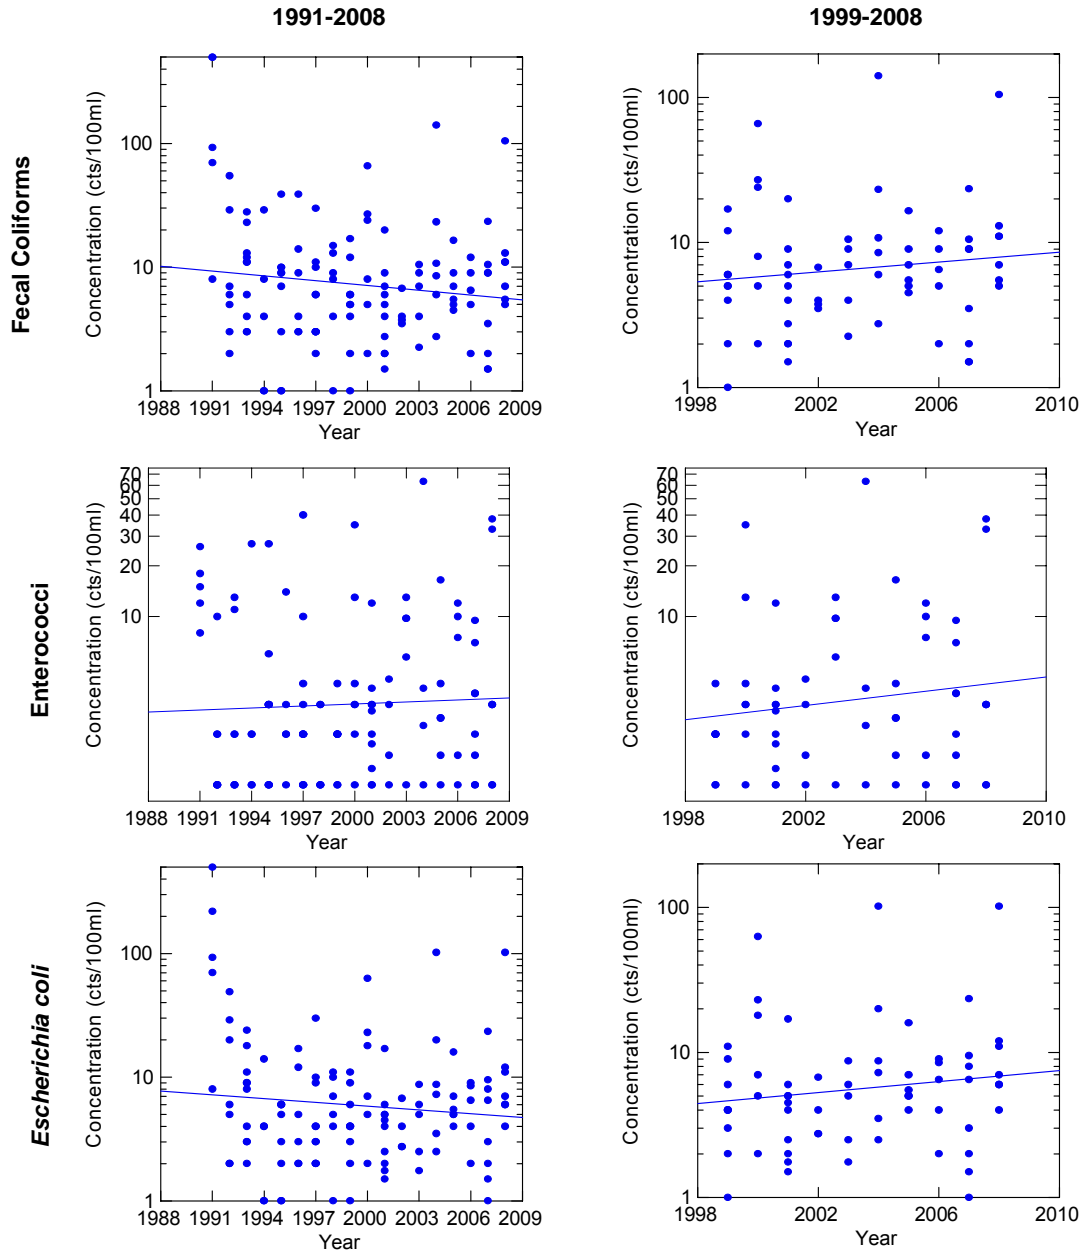 1991-2008
1999-2008
Fecal Coliforms
Concentration (cts/100ml)
100
10
1
1988 1991 1994 1997 2000 2003 2006 2009
Year
Concentration (cts/100ml)
100
10
1
1998 2002 2006 2010
Year
Enterococci
Concentration (cts/100ml)
70
60
50
40
30
20
10
1988 1991 1994 1997 2000 2003 2006 2009
Year
Concentration (cts/100ml)
70
60
50
40
30
20
10
1998 2002 2006 2010
Year
Escherichia coli
Concentration (cts/100ml)
100
10
1
1988 1991 1994 1997 2000 2003 2006 2009
Year
Concentration (cts/100ml)
100
10
1
1998 2002 2006 2010
Year